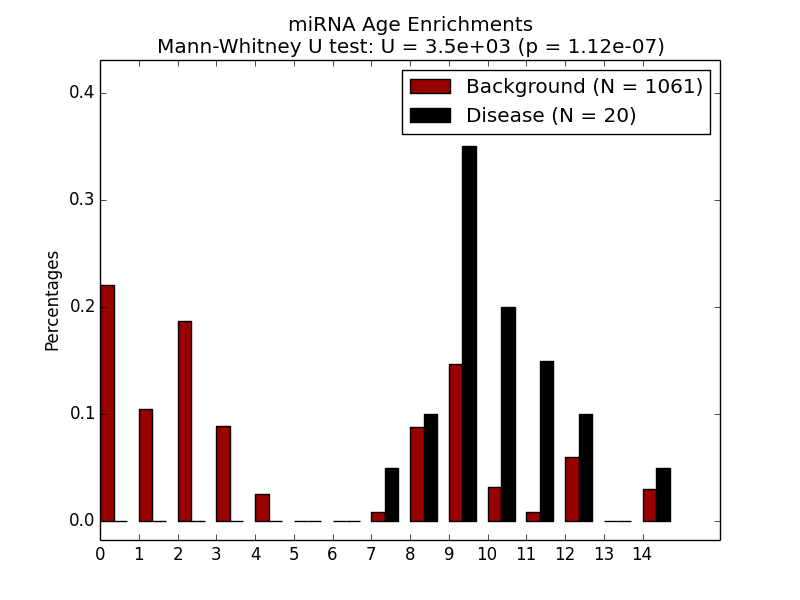 miRNA Age Enrichments
Mann-Whitney U test: U = 3.5e+03 (p = 1.12e-07)
Background (N = 1061)
Disease (N = 20)
Percentages
0.4
0.3
0.2
0.1
0.0
0 1 2 3 4 5 6 7 8 9 10 11 12 13 14